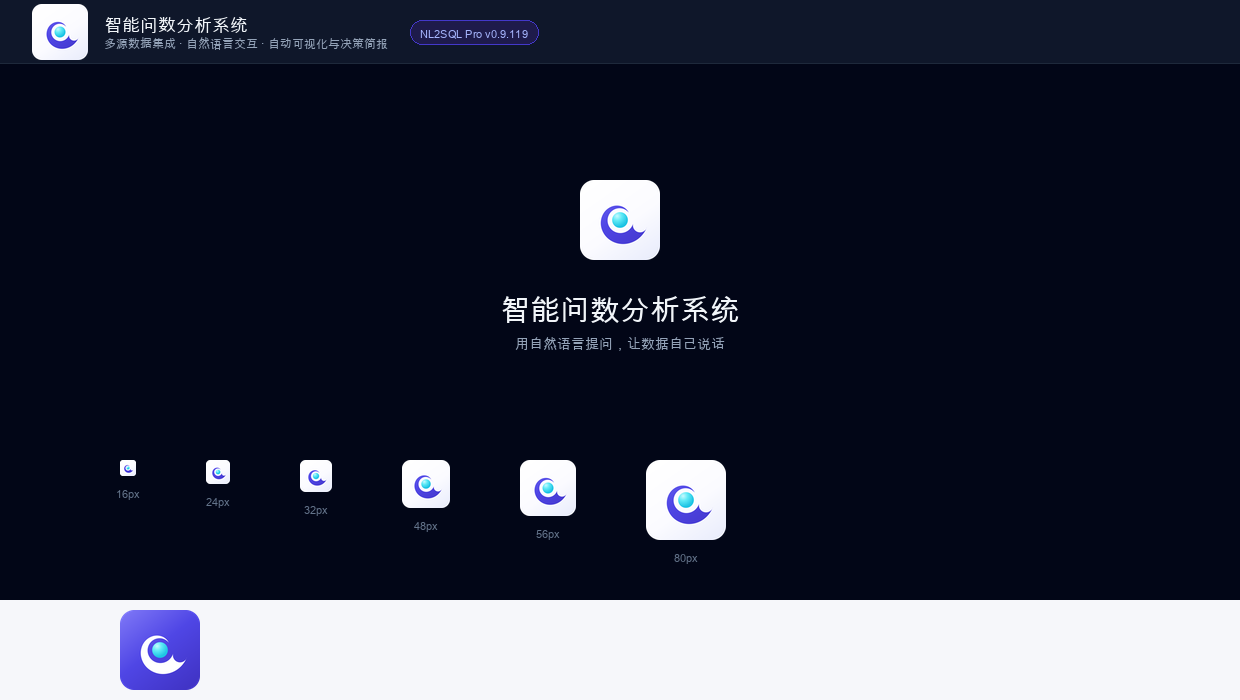 智能问数分析系统
多源数据集成 · 自然语言交互 · 自动可视化与决策简报
NL2SQL Pro v0.9.119
智能问数分析系统
用自然语言提问，让数据自己说话
16px
24px
32px
48px
56px
80px